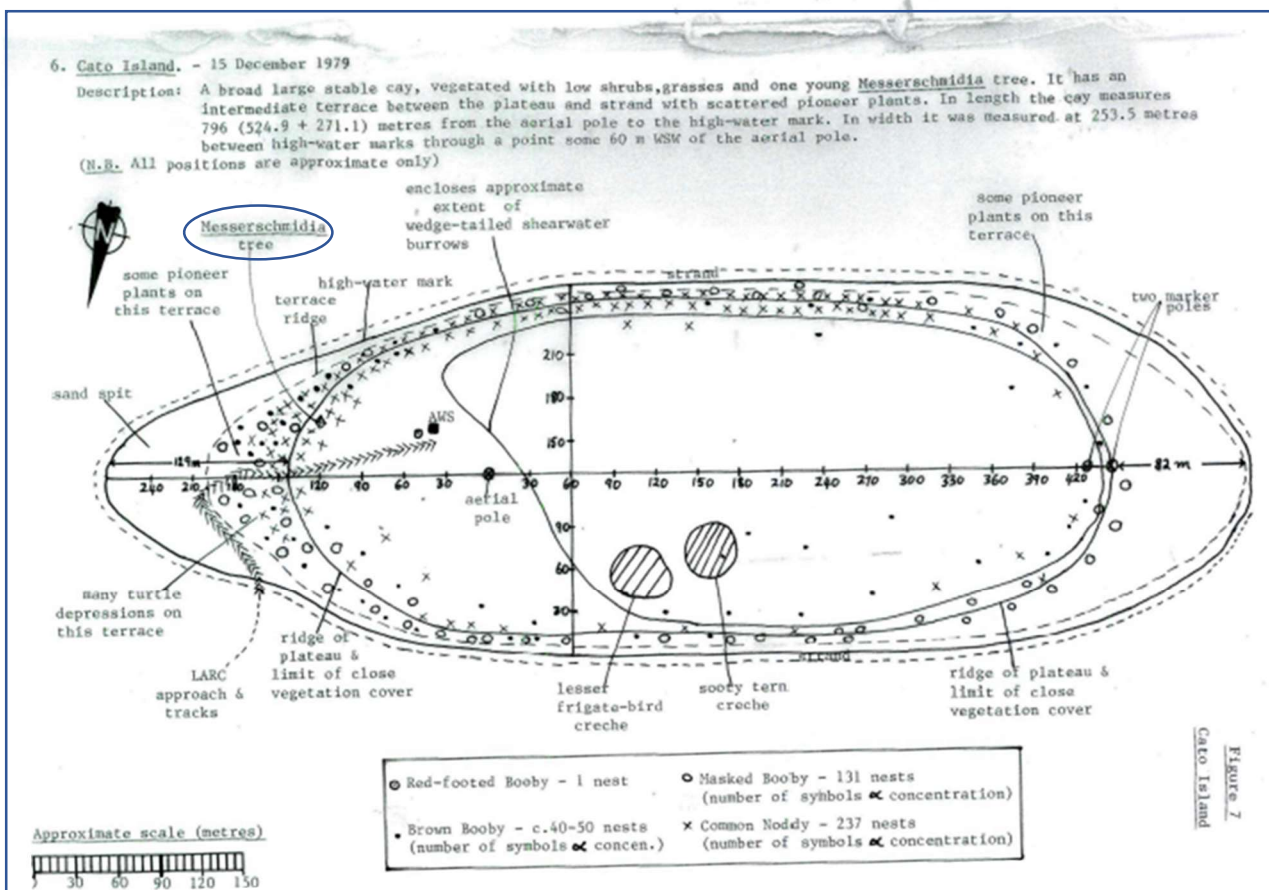 6. Cato Island. - 15 December 1979
Description: A broad large stable cay, vegetated with low shrubs,grasses and one young Messerschmidia tree. It has an
intermediate terrace between the plateau and strand with scattered pioneer plants. In length the cay measures
796 (524.9 + 271.1) metres from the aerial pole to the high-water mark. In width it was measured at 253.5 metres
between high-water marks through a point some 60 m WSW of the aerial pole.
(N.B. All positions are approximate only)
N
Messerschmidia
tree
encloses approximate
extent of
wedge-tailed shearwater
burrows
some pioneer
plants on this
terrace
some pioneer
plants on
this terrace
high-water mark
terrace
ridge
strand
two marker
poles
sand spit
AWS
210
180
150
129m
82 m
240 210 180 120 90 60 30 30 60 90 120 150 180 210 240 270 300 330 360 390 420
aerial
pole
90
60
30
many turtle
depressions on
this terrace
LARC
approach &
tracks
ridge of
plateau &
limit of close
vegetation cover
lesser
frigate-bird
creche
sooty tern
creche
strand
ridge of plateau &
limit of close
vegetation cover
Figure 7
Cato Island
Red-footed Booby - 1 nest
Masked Booby - 131 nests
(number of symbols ∝ concentration)
Brown Booby - c.40-50 nests
(number of symbols ∝ concen.)
Common Noddy - 237 nests
(number of symbols ∝ concentration)
Approximate scale (metres)
30 60 90 120 150